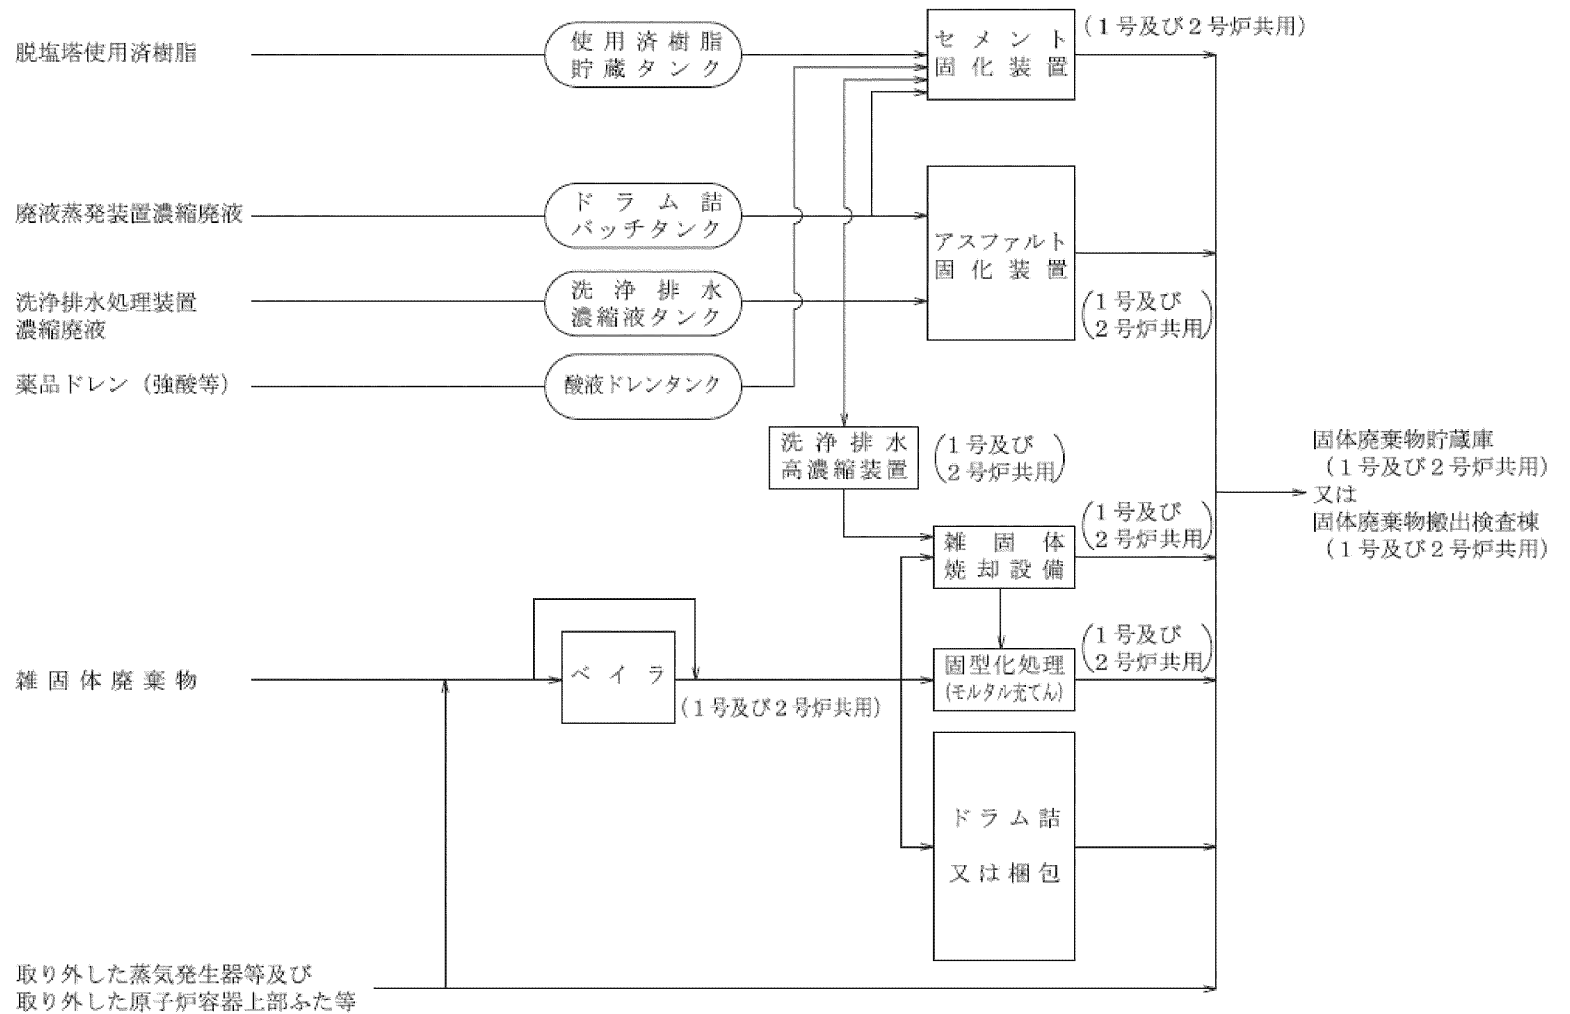 脱塩塔使用済樹脂
使用済樹脂
貯蔵タンク
セメント
固化装置
（１号及び２号炉共用）
廃液蒸発装置濃縮廃液
ドラム詰
バッチタンク
アスファルト
固化装置
（１号及び
２号炉共用）
洗浄排水処理装置
濃縮廃液
洗浄排水
濃縮液タンク
薬品ドレン（強酸等）
酸液ドレンタンク
洗浄排水
高濃縮装置
（１号及び
２号炉共用）
雑固体
焼却設備
（１号及び
２号炉共用）
固体廃棄物貯蔵庫
（１号及び２号炉共用）
又は
固体廃棄物搬出検査棟
（１号及び２号炉共用）
雑固体廃棄物
ベイラ
（１号及び２号炉共用）
固型化処理
（モルタル充てん）
（１号及び
２号炉共用）
ドラム詰
又は梱包
取り外した蒸気発生器等及び
取り外した原子炉容器上部ふた等